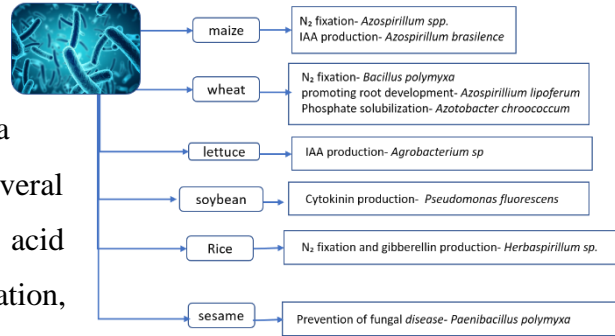 maize
N₂ fixation- Azospirillum spp.
IAA production- Azospirillum brasilence
wheat
N₂ fixation- Bacillus polymyxa
promoting root development- Azospirillium lipoferum
Phosphate solubilization- Azotobacter chroococcum
lettuce
IAA production- Agrobacterium sp
soybean
Cytokinin production- Pseudomonas fluorescens
Rice
N₂ fixation and gibberellin production- Herbaspirillum sp.
sesame
Prevention of fungal disease- Paenibacillus polymyxa
a
veral
acid
ation,